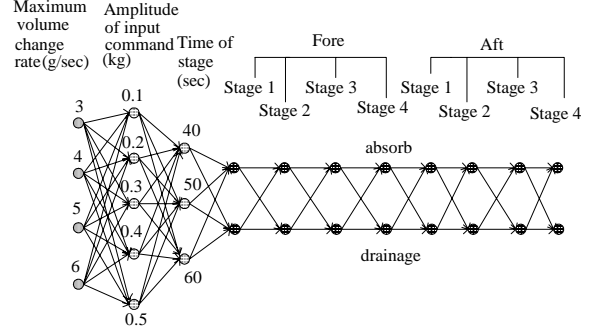 Maximum
volume
change
rate(g/sec)
Amplitude
of input
command
(kg)
Time of
stage
(sec)
Fore
Aft
Stage 1
Stage 2
Stage 3
Stage 4
Stage 1
Stage 2
Stage 3
Stage 4
3
4
5
6
0.1
0.2
0.3
0.4
0.5
40
50
60
absorb
drainage